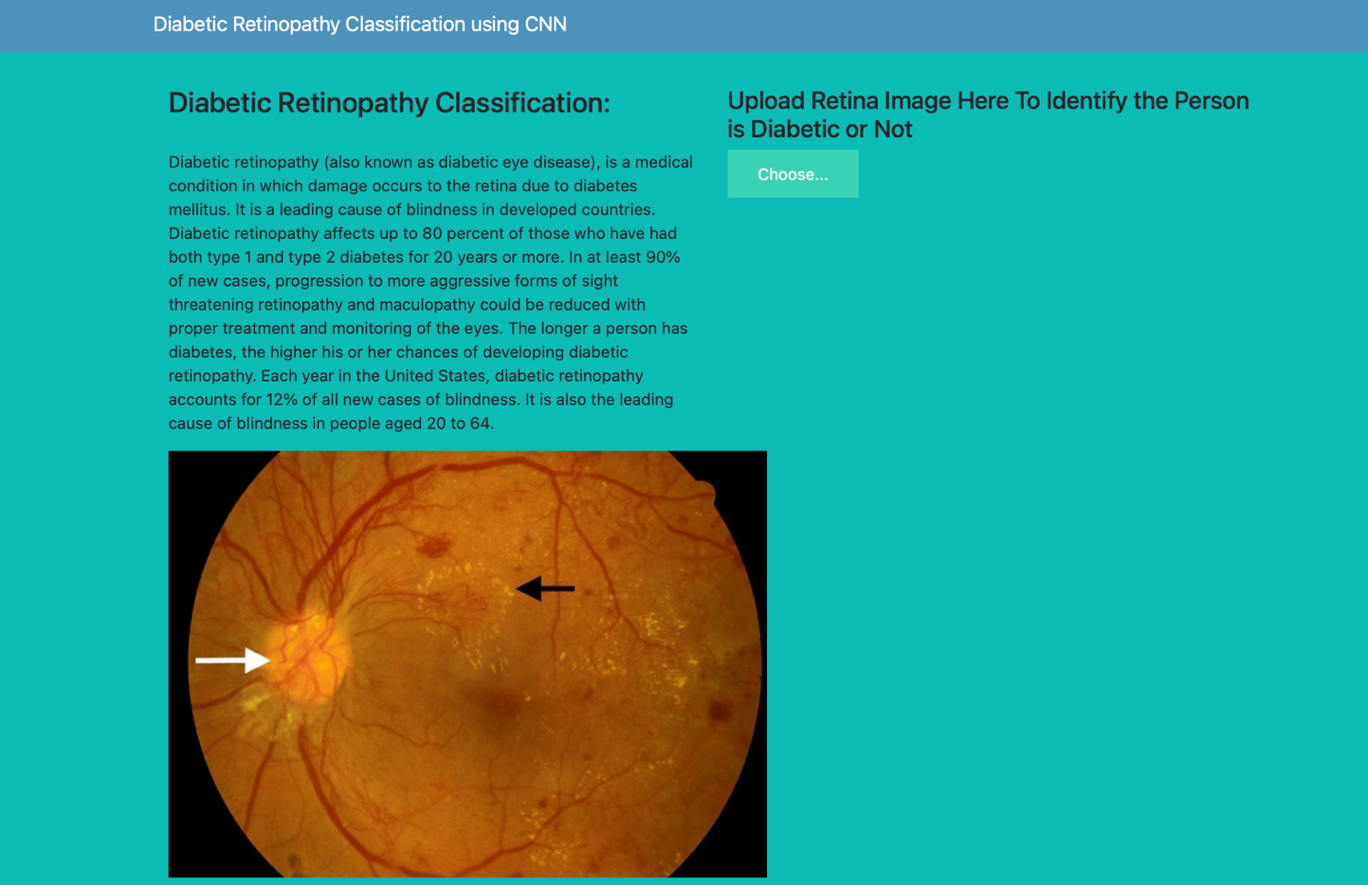 Diabetic Retinopathy Classification using CNN
Diabetic Retinopathy Classification:
Diabetic retinopathy (also known as diabetic eye disease), is a medical
condition in which damage occurs to the retina due to diabetes
mellitus. It is a leading cause of blindness in developed countries.
Diabetic retinopathy affects up to 80 percent of those who have had
both type 1 and type 2 diabetes for 20 years or more. In at least 90%
of new cases, progression to more aggressive forms of sight
threatening retinopathy and maculopathy could be reduced with
proper treatment and monitoring of the eyes. The longer a person has
diabetes, the higher his or her chances of developing diabetic
retinopathy. Each year in the United States, diabetic retinopathy
accounts for 12% of all new cases of blindness. It is also the leading
cause of blindness in people aged 20 to 64.
Upload Retina Image Here To Identify the Person
is Diabetic or Not
Choose...